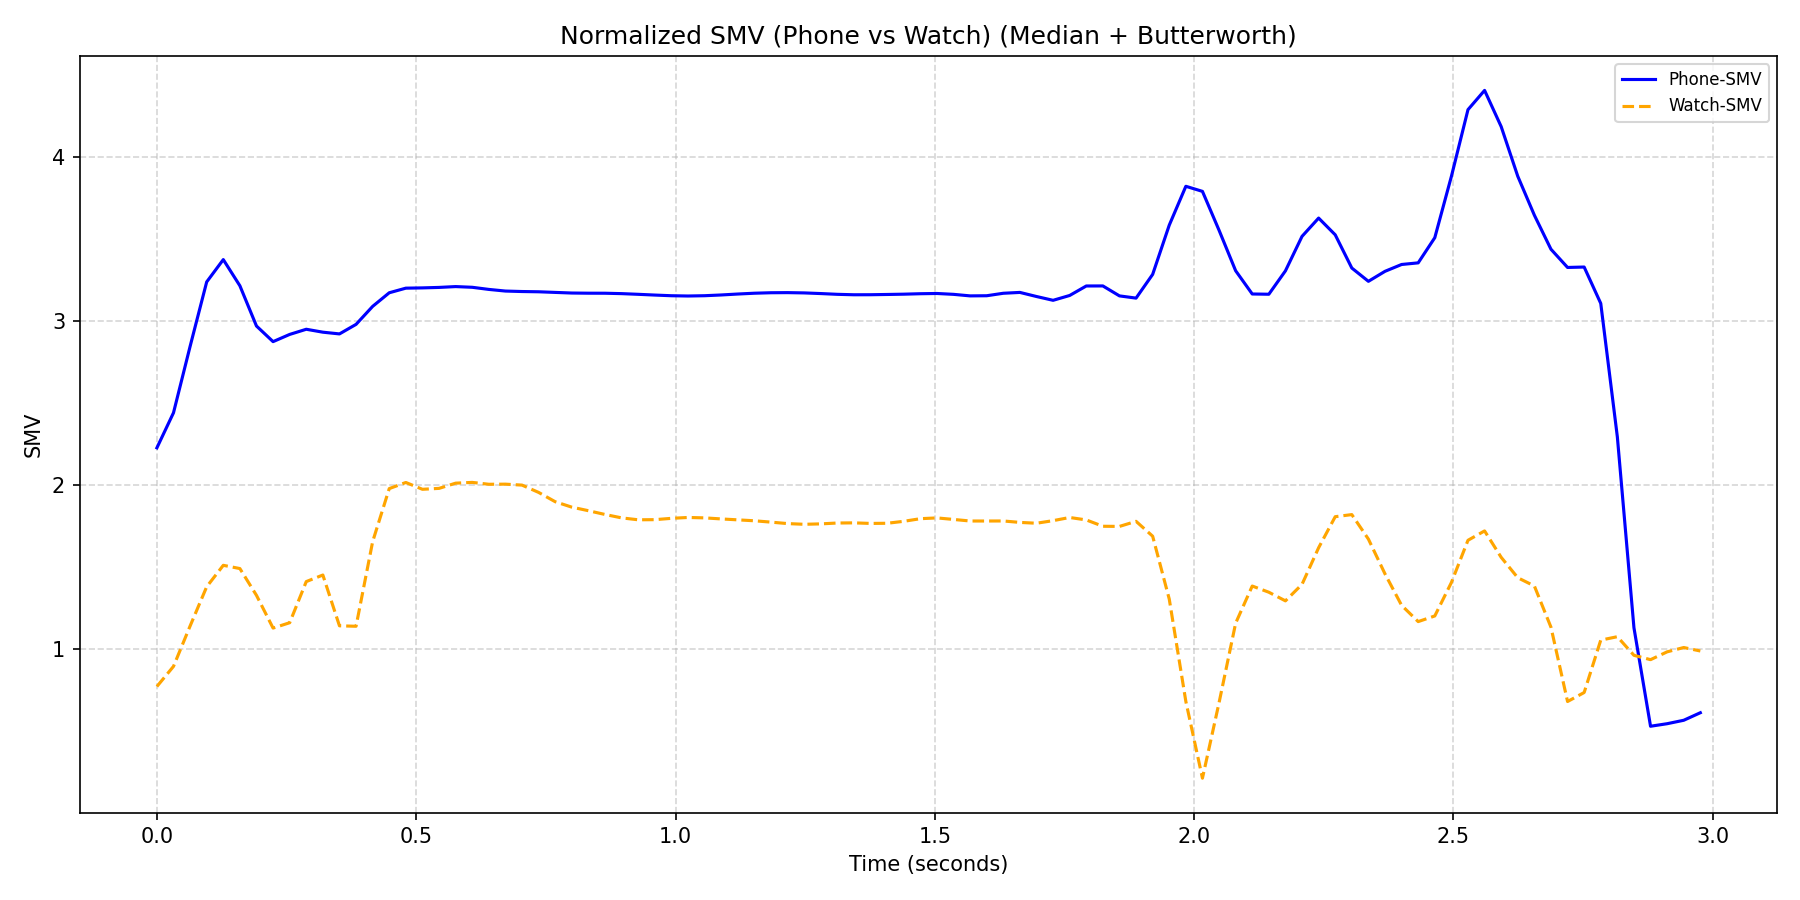 Normalized SMV (Phone vs Watch) (Median + Butterworth)
Phone-SMV
Watch-SMV
4
3
2
1
SMV
0.0 0.5 1.0 1.5 2.0 2.5 3.0
Time (seconds)